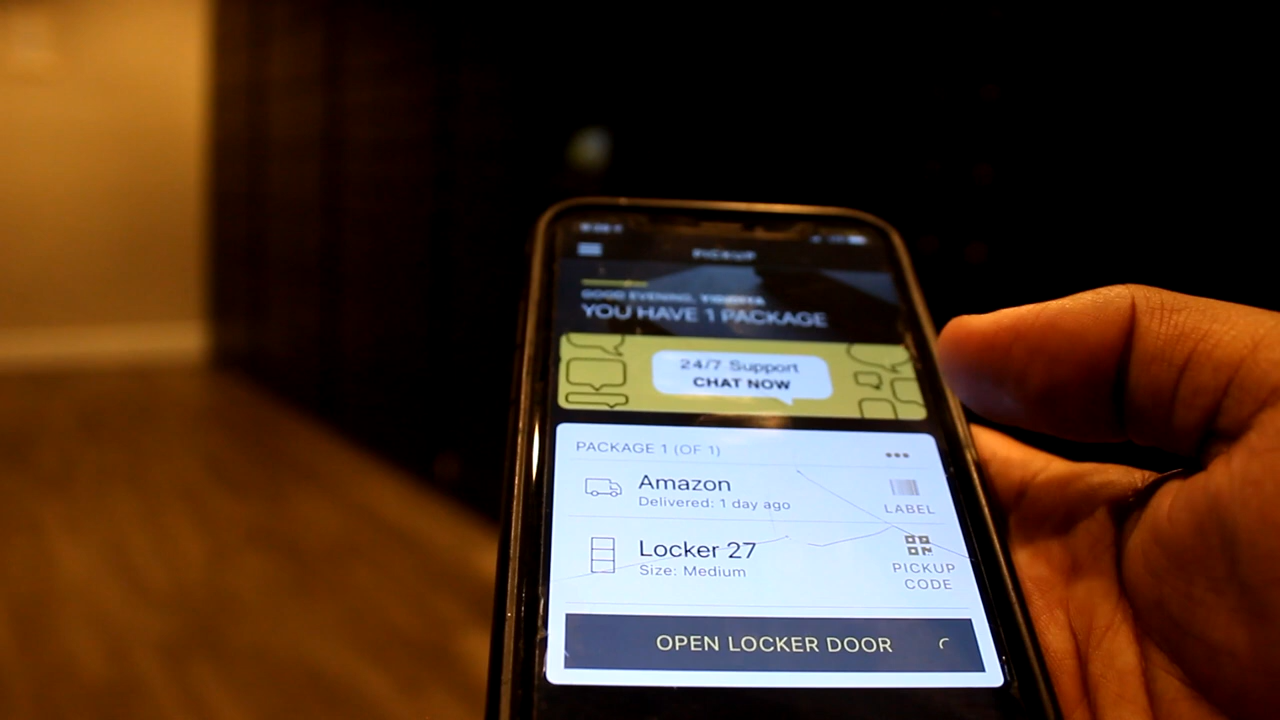 PICKUP
GOOD EVENING,
YOU HAVE 1 PACKAGE
24/7 Support
CHAT NOW
PACKAGE 1 (OF 1)
Amazon
Delivered: 1 day ago
LABEL
Locker 27
Size: Medium
PICKUP
CODE
OPEN LOCKER DOOR